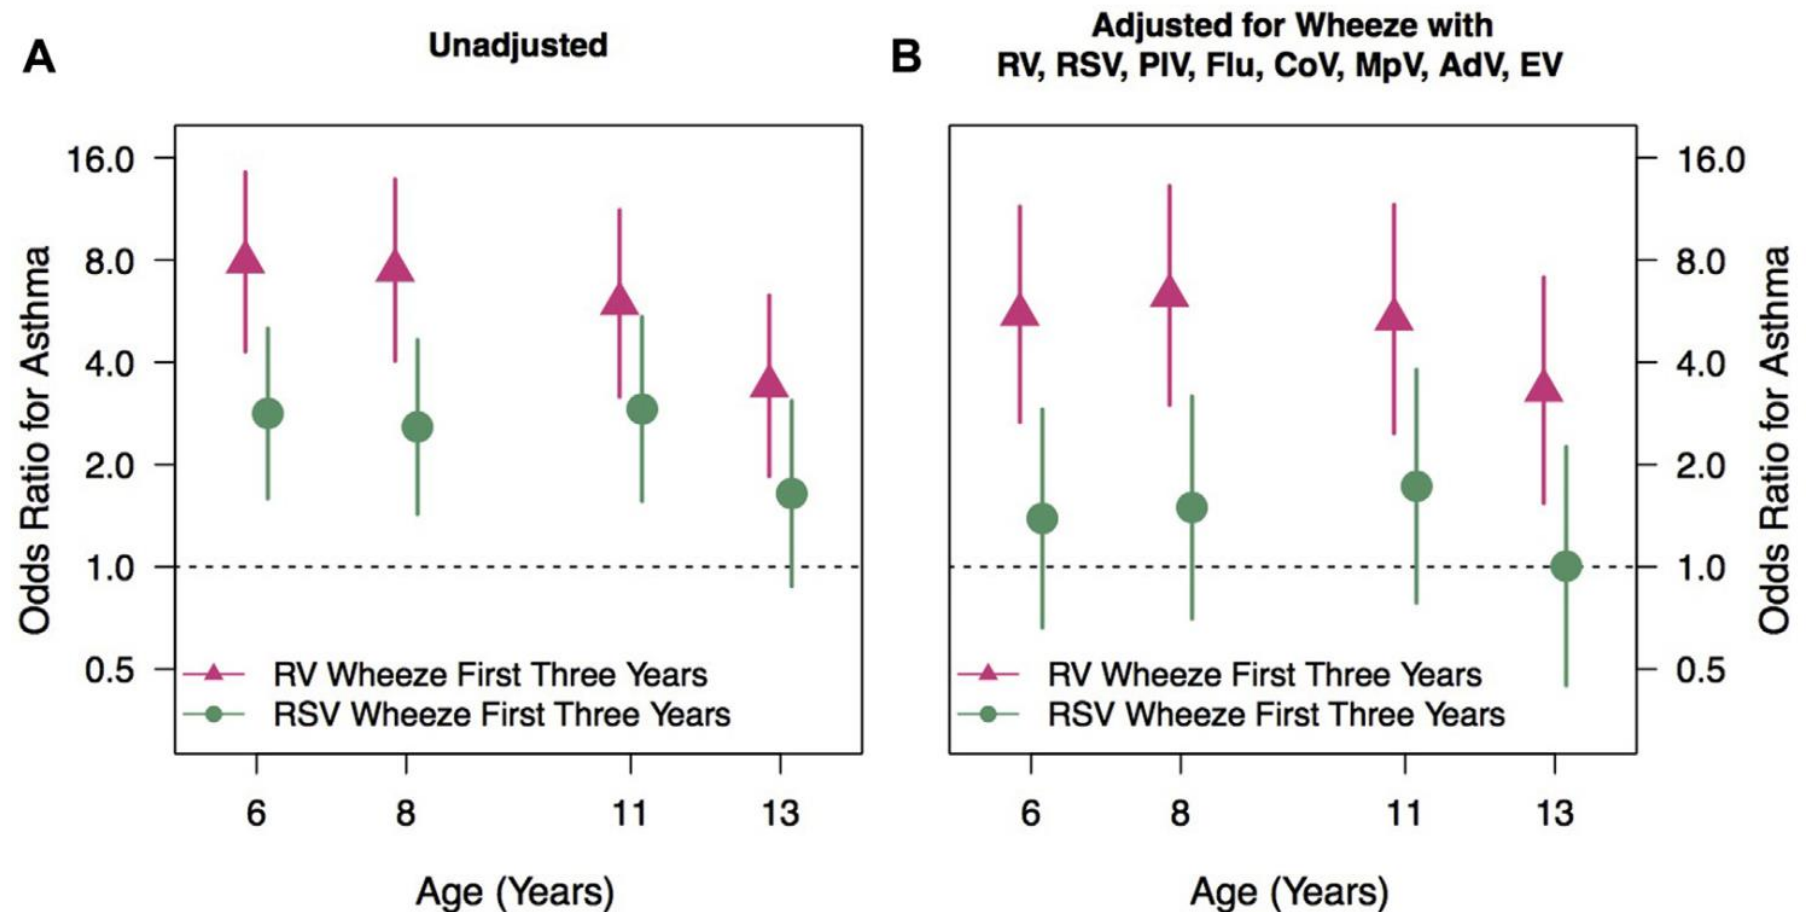 A
Unadjusted
Odds Ratio for Asthma
16.0
8.0
4.0
2.0
1.0
0.5
RV Wheeze First Three Years
RSV Wheeze First Three Years
6 8 11 13
Age (Years)
B
Adjusted for Wheeze with
RV, RSV, PIV, Flu, CoV, MpV, AdV, EV
16.0
8.0
4.0
2.0
1.0
0.5
Odds Ratio for Asthma
RV Wheeze First Three Years
RSV Wheeze First Three Years
6 8 11 13
Age (Years)